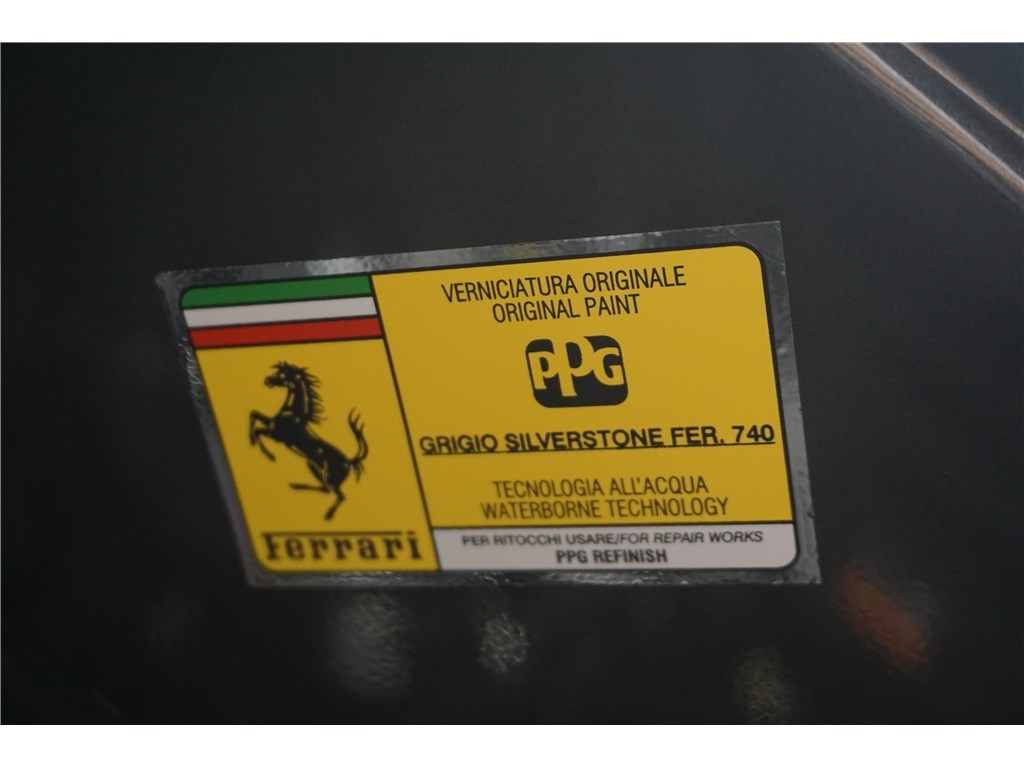 VERNICIATURA ORIGINALE
ORIGINAL PAINT
PPG
GRIGIO SILVERSTONE FER. 740
TECNOLOGIA ALL'ACQUA
WATERBORNE TECHNOLOGY
PER RITOCCHI USARE/FOR REPAIR WORKS
PPG REFINISH
Ferrari